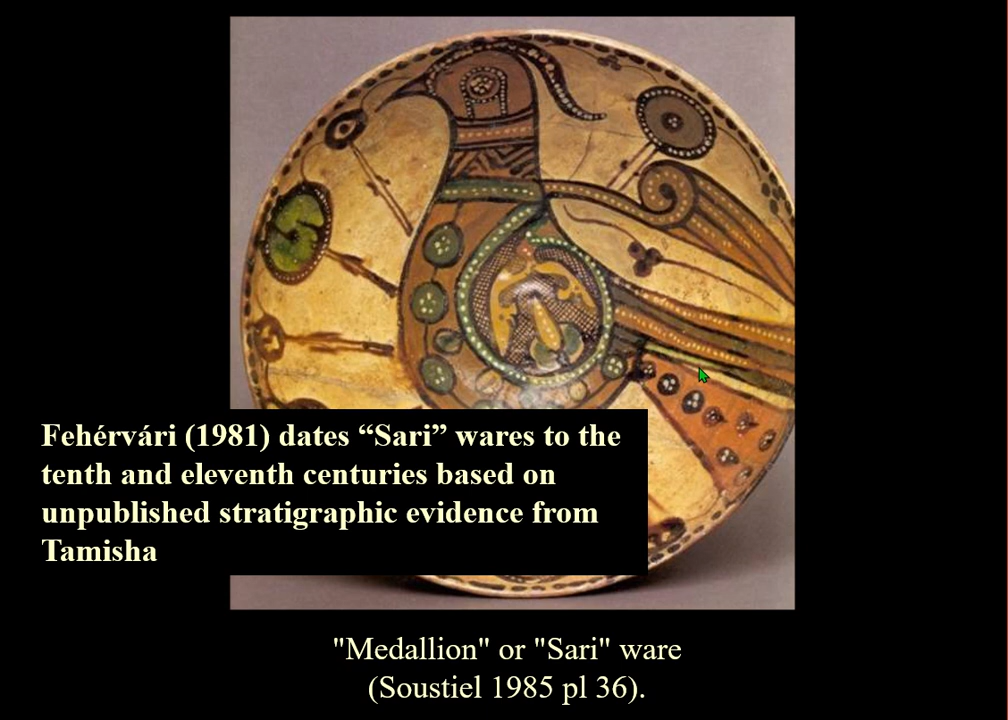 Fehérvári (1981) dates “Sari” wares to the
tenth and eleventh centuries based on
unpublished stratigraphic evidence from
Tamisha
"Medallion" or "Sari" ware
(Soustiel 1985 pl 36).